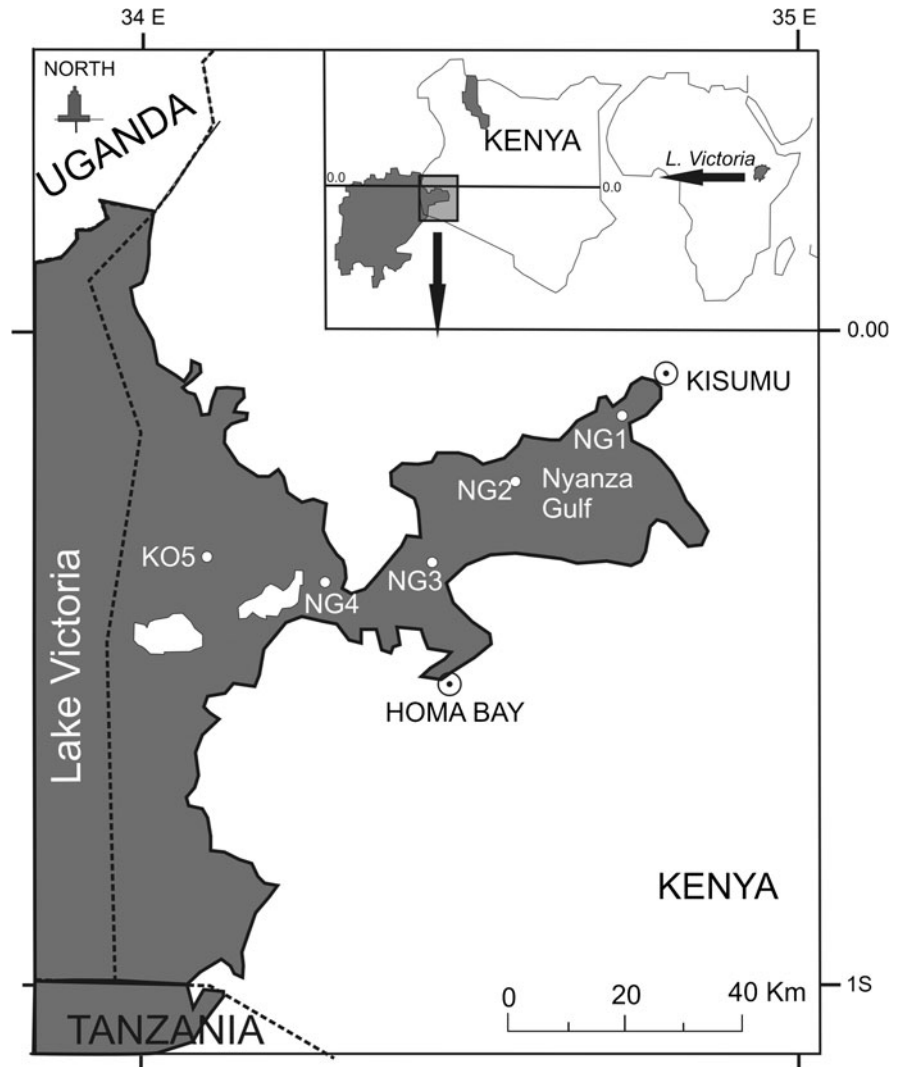 34 E
35 E
NORTH
UGANDA
KENYA
L. Victoria
0.0
0.0
0.00
KISUMU
NG1
NG2
Nyanza
Gulf
KO5
NG3
NG4
Lake Victoria
HOMA BAY
KENYA
0
20
40 Km
1S
TANZANIA